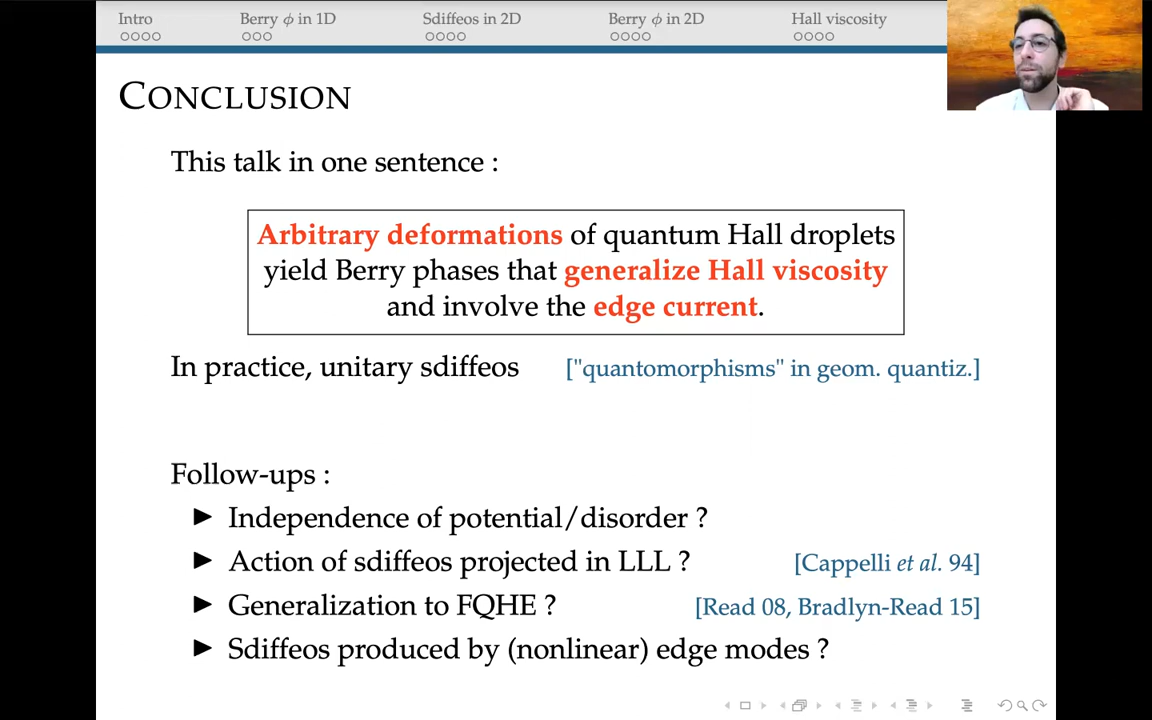 Intro Berry ϕ in 1D Sdiffeos in 2D Berry ϕ in 2D Hall viscosity
CONCLUSION
This talk in one sentence :
Arbitrary deformations of quantum Hall droplets
yield Berry phases that generalize Hall viscosity
and involve the edge current.
In practice, unitary sdiffeos ["quantomorphisms" in geom. quantiz.]
Follow-ups :
► Independence of potential/disorder ?
► Action of sdiffeos projected in LLL ? [Cappelli et al. 94]
► Generalization to FQHE ? [Read 08, Bradlyn-Read 15]
► Sdiffeos produced by (nonlinear) edge modes ?